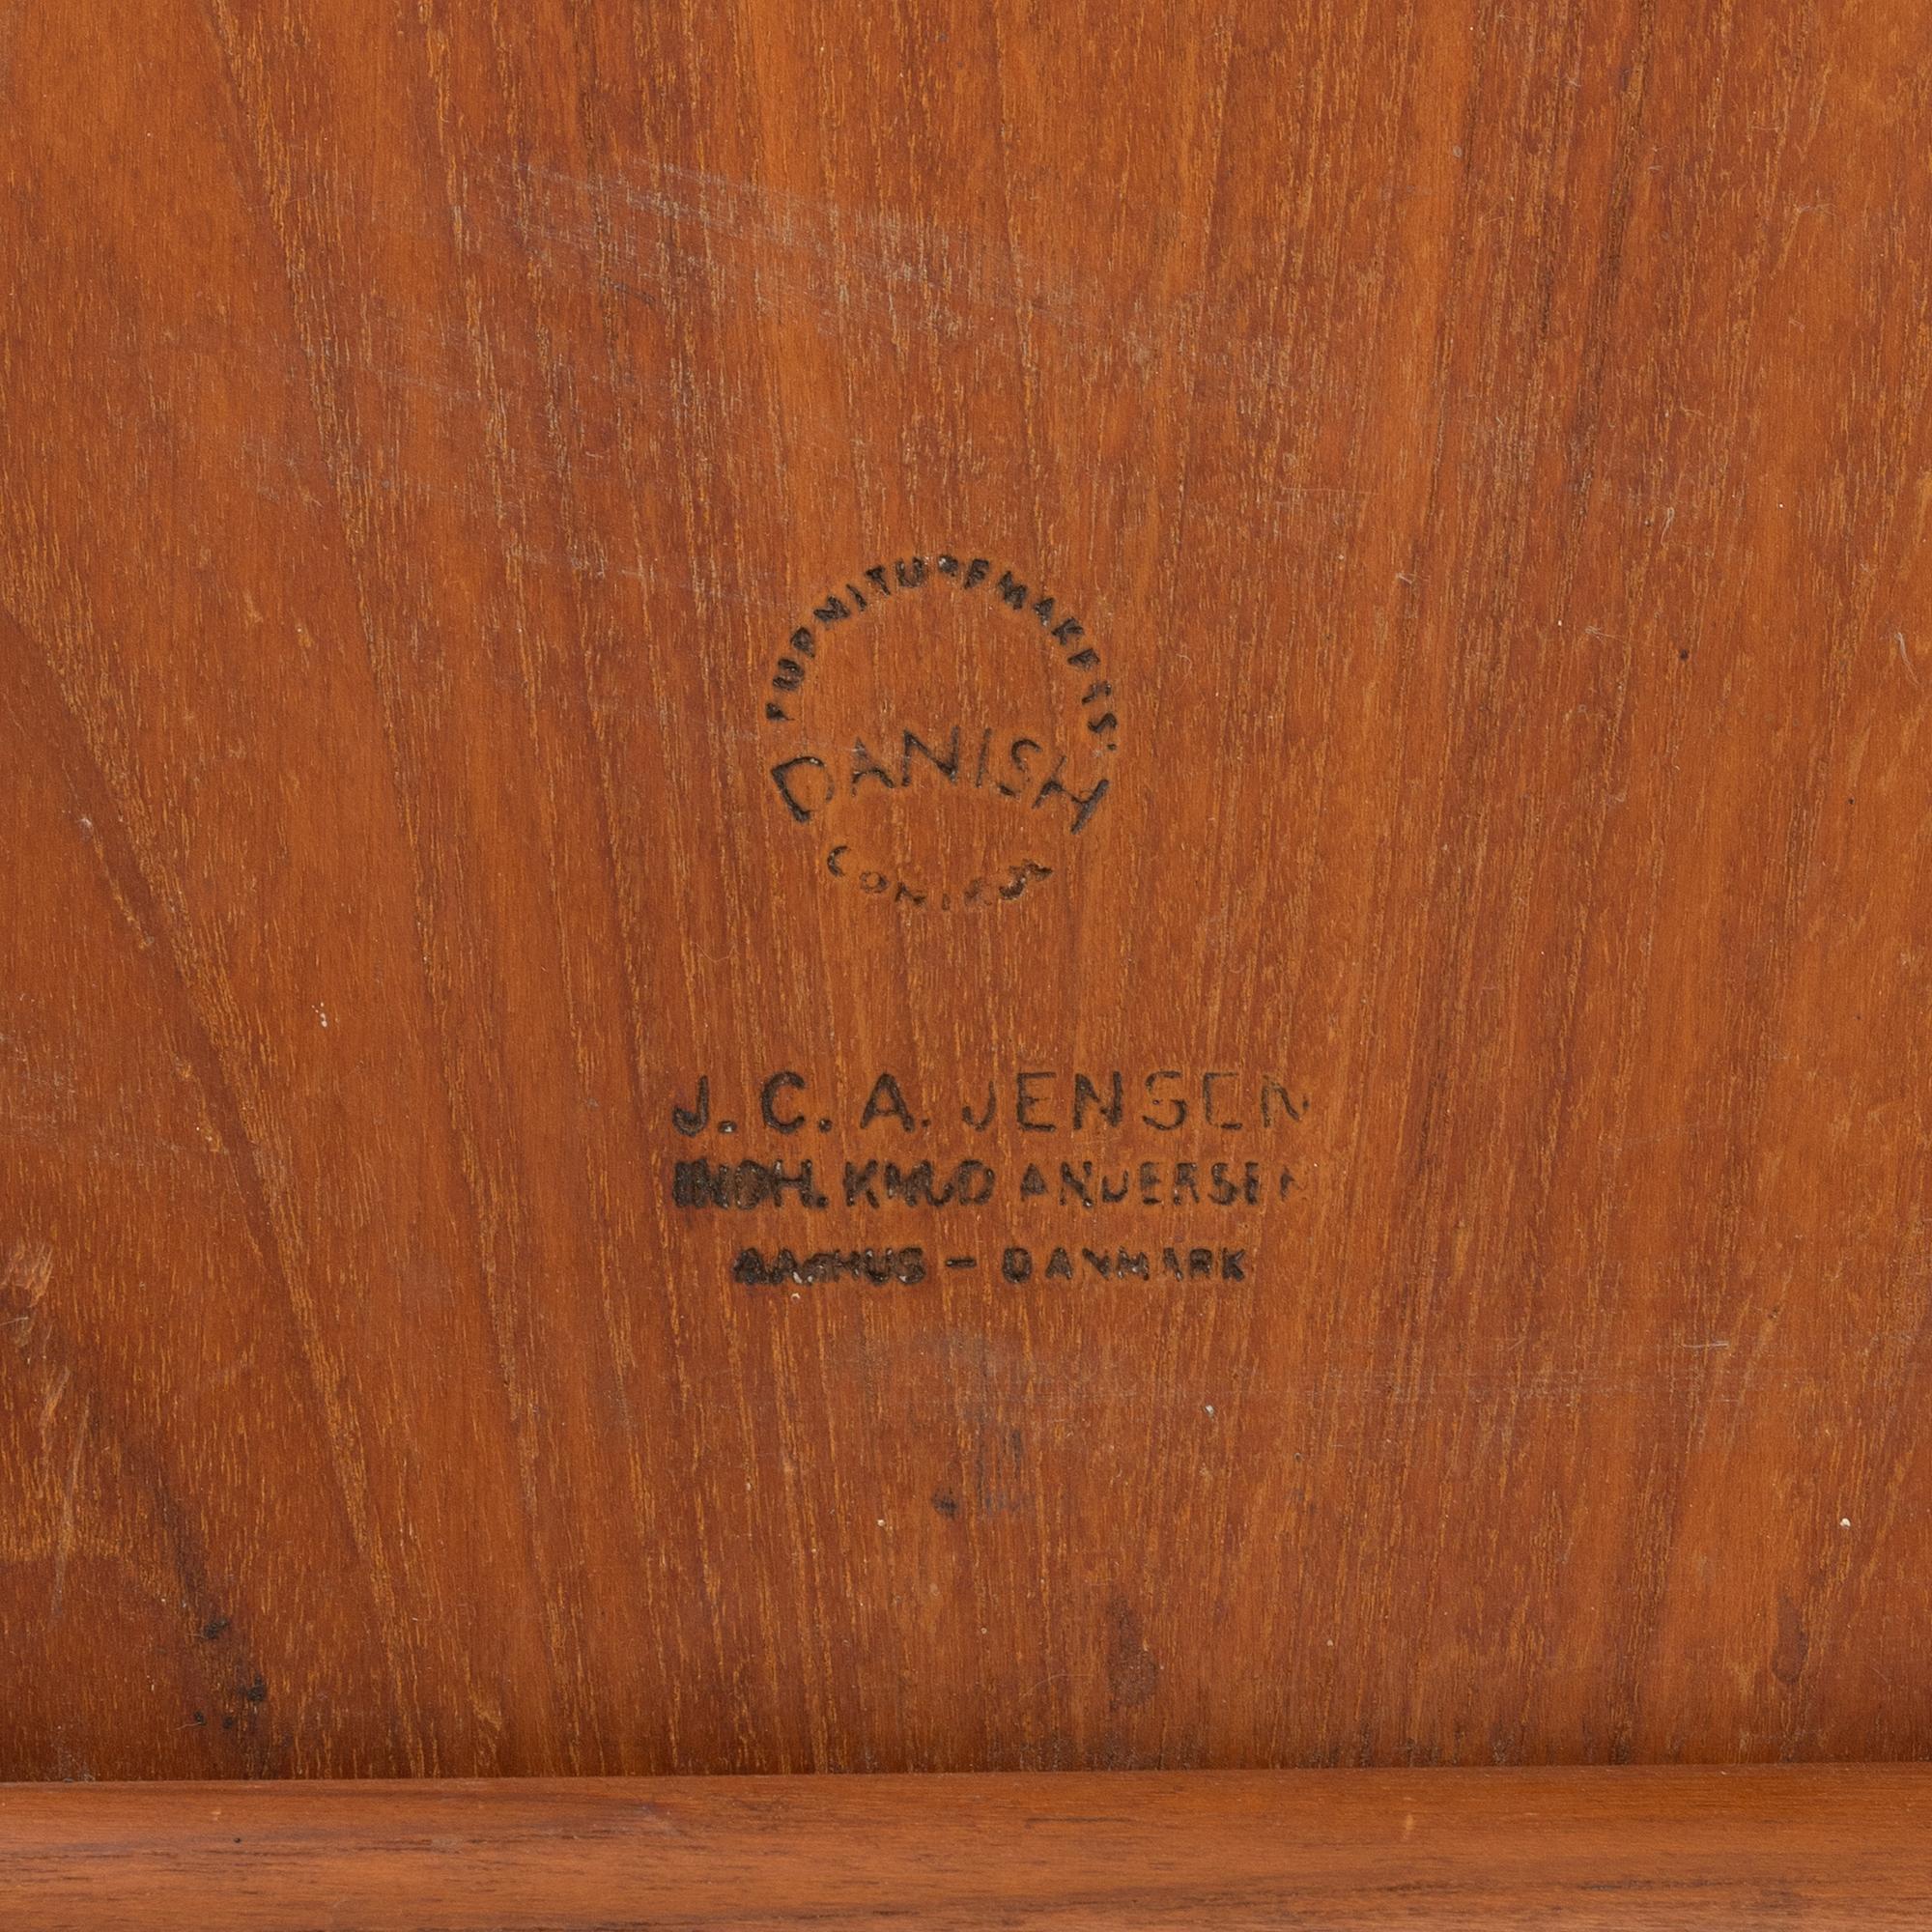 FURNITUREMAKERS'
DANISH
CONTROL
J. C. A. JENSEN
INDH. KNUD ANDERSEN
AARHUS – DANMARK